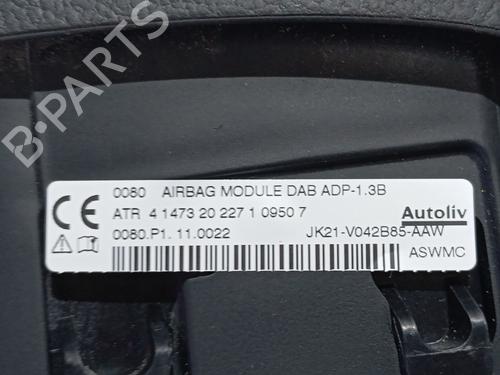 0080 AIRBAG MODULE DAB ADP-1.3B
ATR 4 1473 20 227 1 0950 7
Autoliv
0080.P1. 11.0022 JK21-V042B85-AAW
ASWMC
B-PARTS